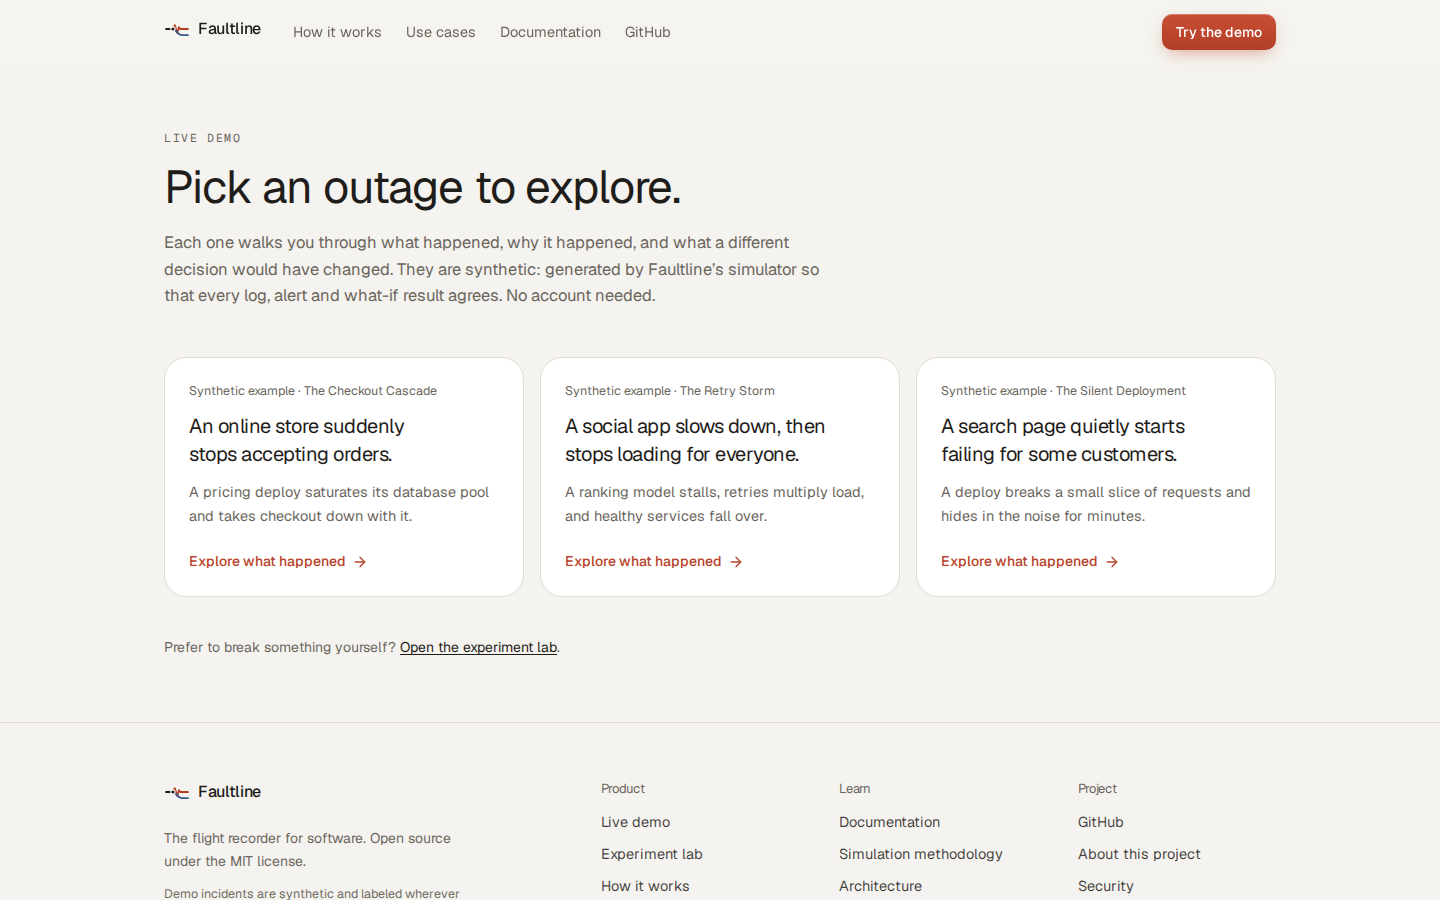 Faultline
How it works
Use cases
Documentation
GitHub
Try the demo
LIVE DEMO
Pick an outage to explore.
Each one walks you through what happened, why it happened, and what a different
decision would have changed. They are synthetic: generated by Faultline’s simulator so
that every log, alert and what-if result agrees. No account needed.
Synthetic example · The Checkout Cascade
An online store suddenly
stops accepting orders.
A pricing deploy saturates its database pool
and takes checkout down with it.
Explore what happened →
Synthetic example · The Retry Storm
A social app slows down, then
stops loading for everyone.
A ranking model stalls, retries multiply load,
and healthy services fall over.
Explore what happened →
Synthetic example · The Silent Deployment
A search page quietly starts
failing for some customers.
A deploy breaks a small slice of requests and
hides in the noise for minutes.
Explore what happened →
Prefer to break something yourself? Open the experiment lab.
Faultline
The flight recorder for software. Open source
under the MIT license.
Demo incidents are synthetic and labeled wherever
Product
Live demo
Experiment lab
How it works
Learn
Documentation
Simulation methodology
Architecture
Project
GitHub
About this project
Security